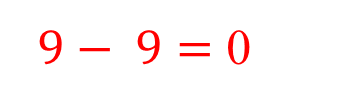 9 − 9 = 0